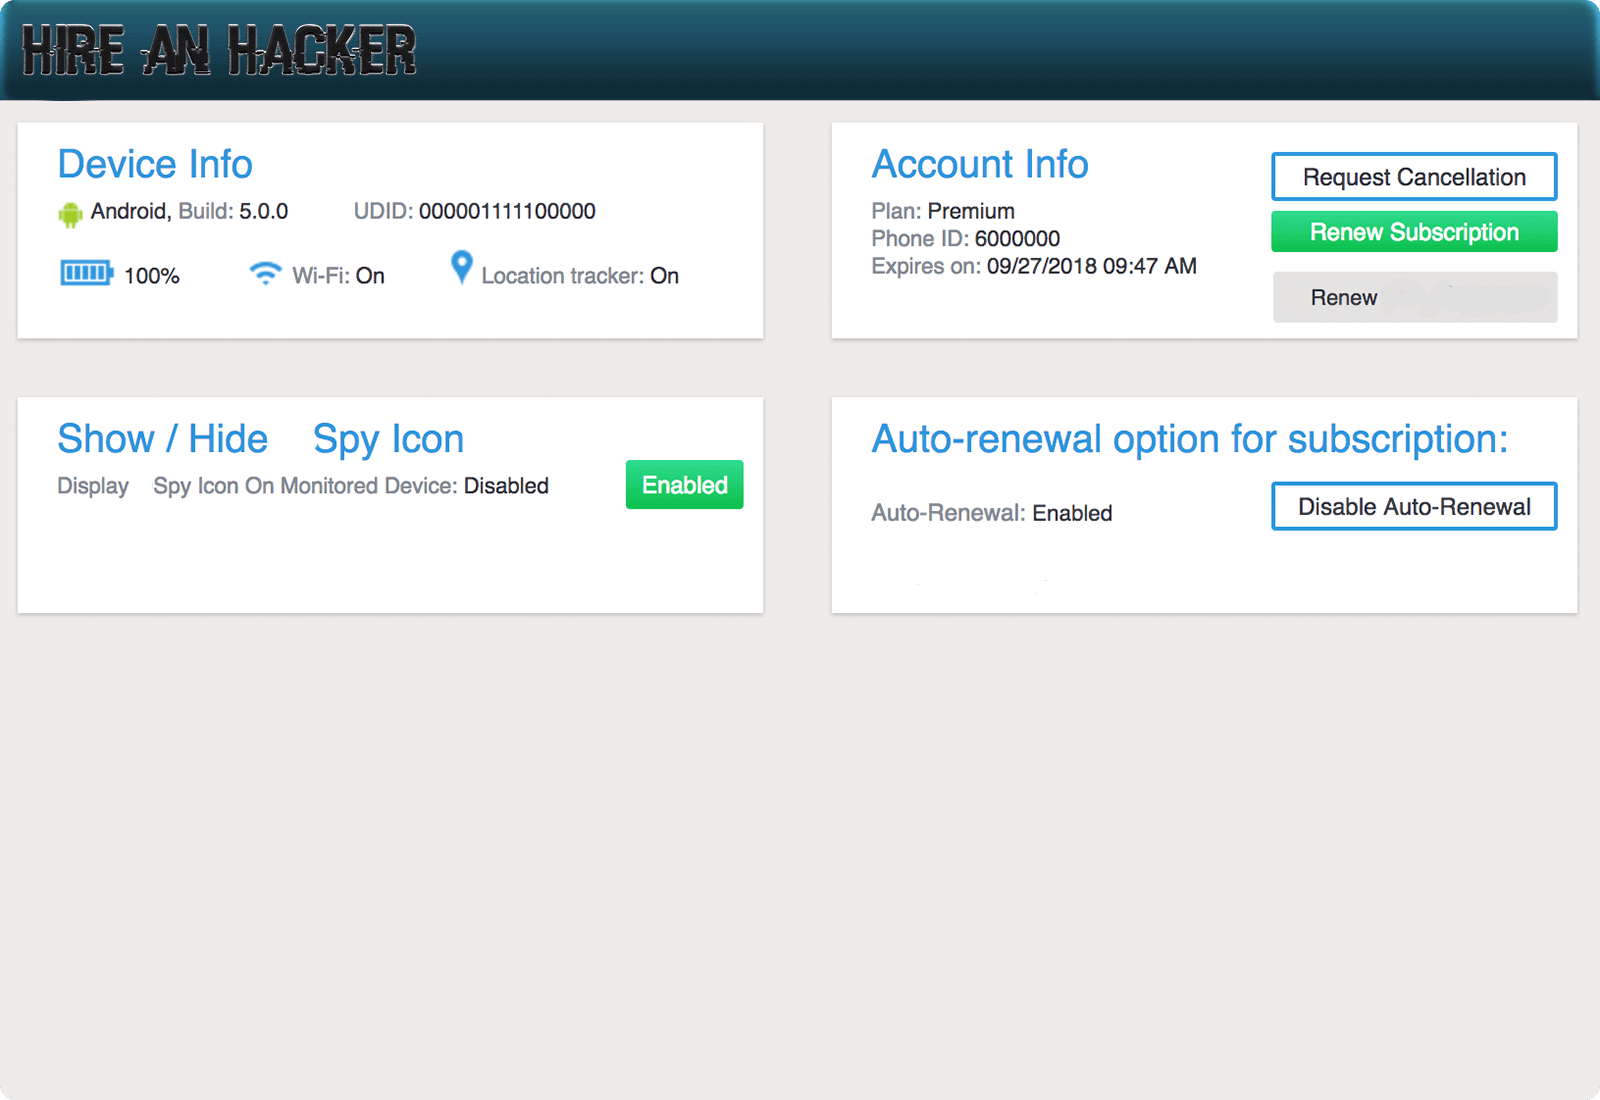 HIRE AN HACKER
Device Info
Android, Build: 5.0.0 UDID: 000001111100000
100% Wi-Fi: On Location tracker: On
Account Info
Plan: Premium
Phone ID: 6000000
Expires on: 09/27/2018 09:47 AM
Request Cancellation
Renew Subscription
Renew
Show / Hide Spy Icon
Display Spy Icon On Monitored Device: Disabled
Enabled
Auto-renewal option for subscription:
Auto-Renewal: Enabled
Disable Auto-Renewal